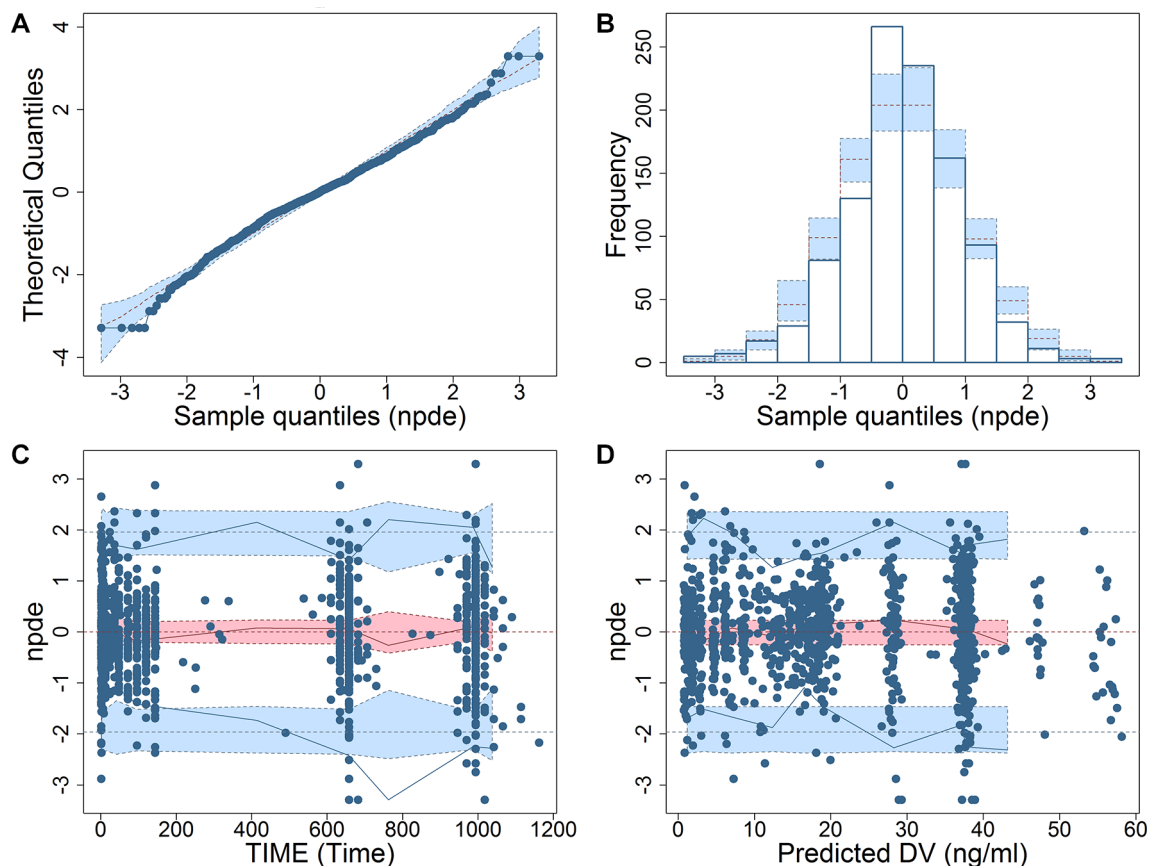 A
4
2
0
2
4
Theoretical Quantiles
-3 -2 -1 0 1 2 3
Sample quantiles (npde)
B
250
200
150
100
50
0
Frequency
-3 -2 -1 0 1 2 3
Sample quantiles (npde)
C
3
2
1
0
-1
-2
-3
npde
0 200 400 600 800 1000 1200
TIME (Time)
D
3
2
1
0
-1
-2
-3
npde
0 10 20 30 40 50 60
Predicted DV (ng/ml)